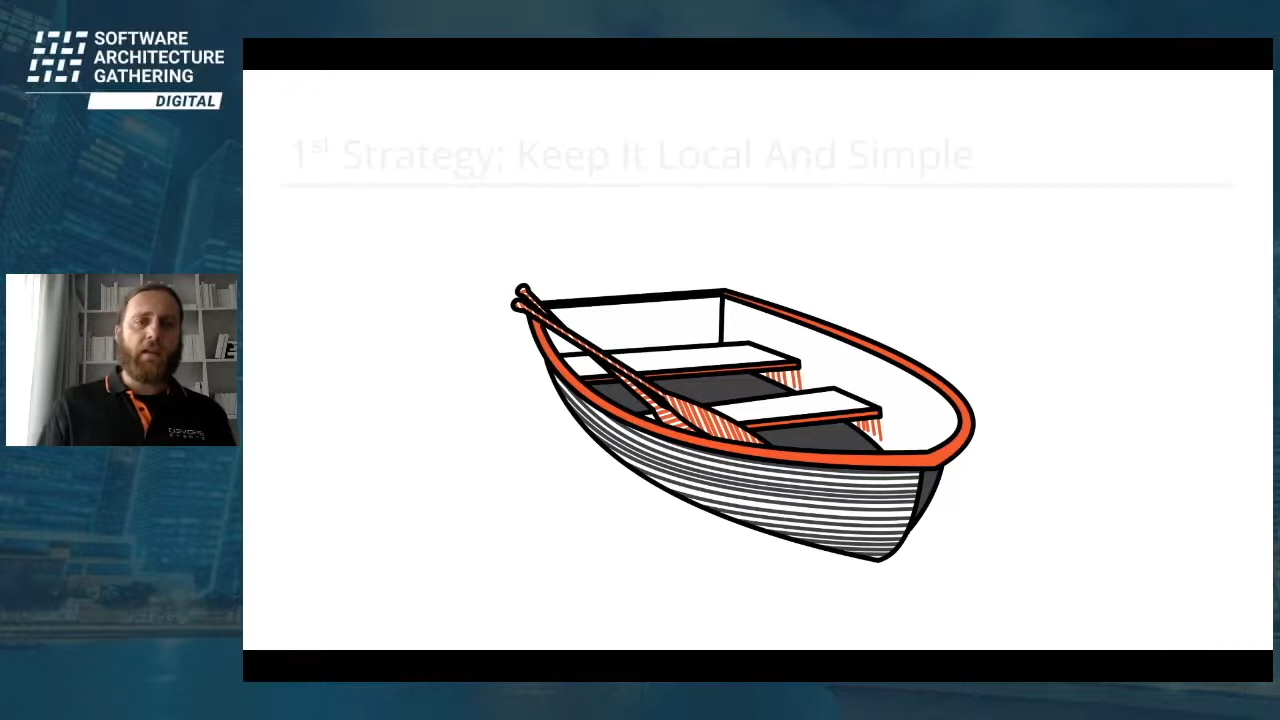 SOFTWARE
ARCHITECTURE
GATHERING
DIGITAL
1st Strategy: Keep It Local And Simple